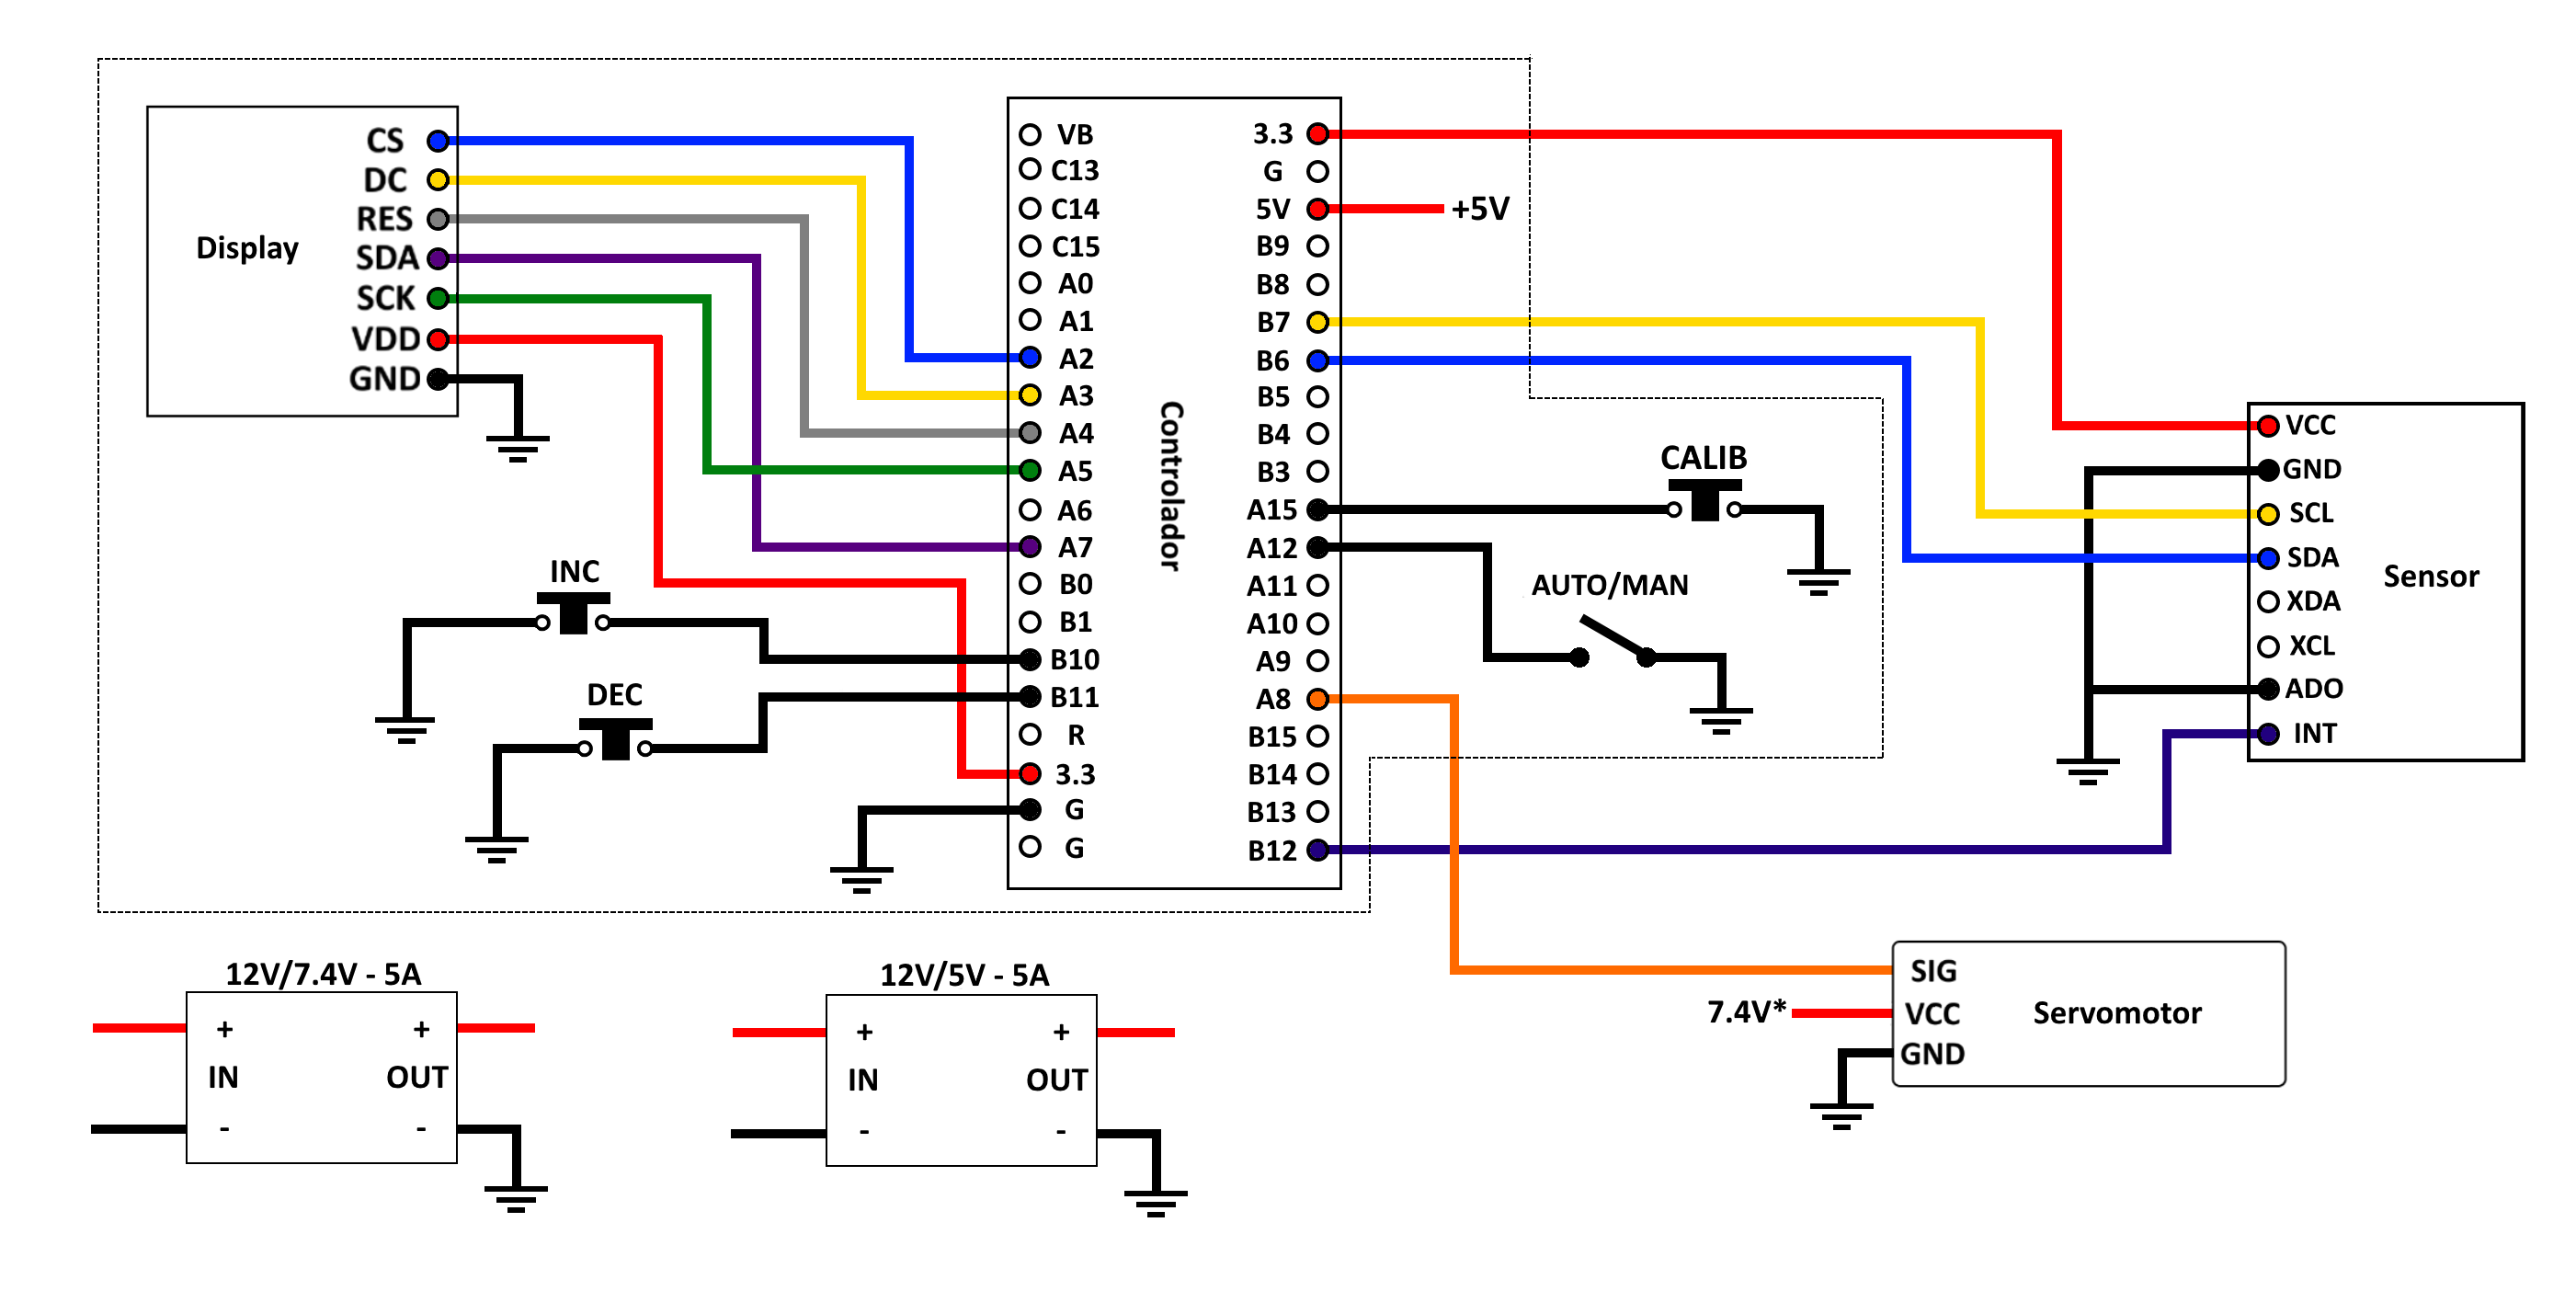 Display
CS
DC
RES
SDA
SCK
VDD
GND
INC
DEC
Controlador
VB
C13
C14
C15
A0
A1
A2
A3
A4
A5
A6
A7
B0
B1
B10
B11
R
3.3
G
G
3.3
G
5V
B9
B8
B7
B6
B5
B4
B3
A15
A12
A11
A10
A9
A8
B15
B14
B13
B12
+5V
CALIB
AUTO/MAN
VCC
GND
SCL
SDA
XDA
XCL
ADO
INT
Sensor
12V/7.4V - 5A
+ +
IN OUT
- -
12V/5V - 5A
+ +
IN OUT
- -
7.4V*
SIG
VCC
GND
Servomotor